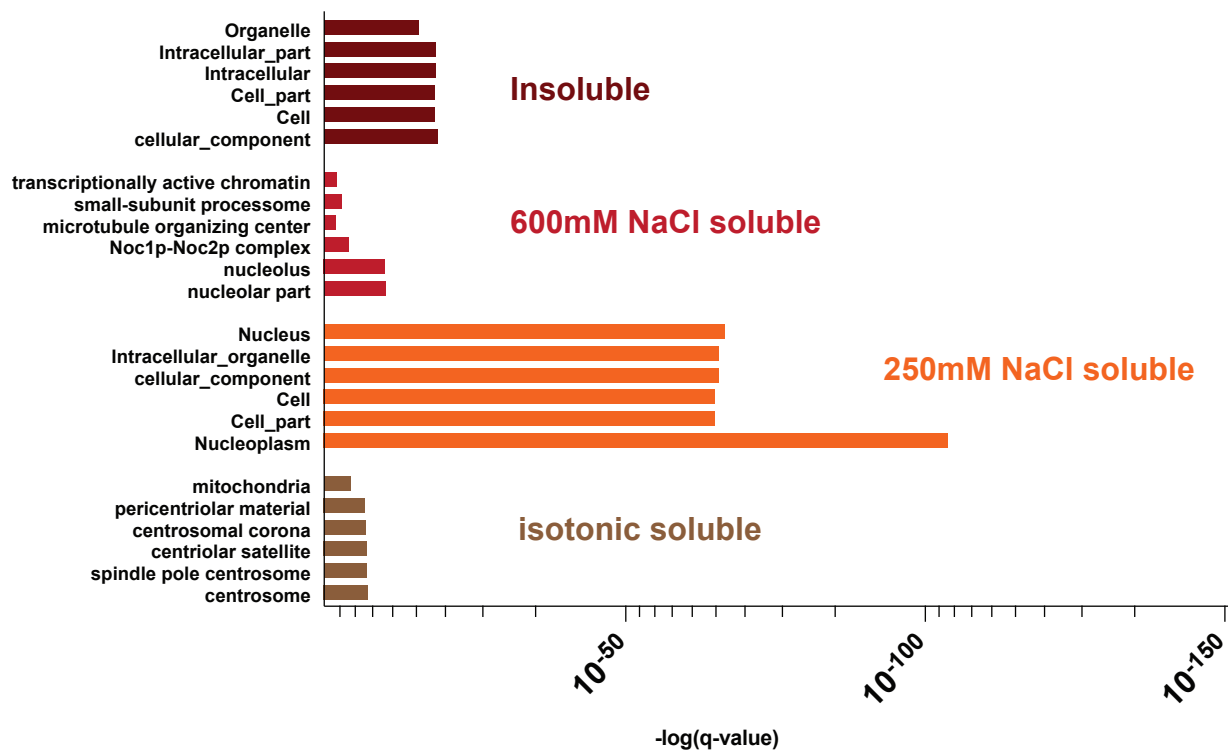 Organelle
Intracellular_part
Intracellular
Cell_part
Cell
cellular_component
Insoluble
transcriptionally active chromatin
small-subunit processome
microtubule organizing center
Noc1p-Noc2p complex
nucleolus
nucleolar part
600mM NaCl soluble
Nucleus
Intracellular_organelle
cellular_component
Cell
Cell_part
Nucleoplasm
250mM NaCl soluble
mitochondria
pericentriolar material
centrosomal corona
centriolar satellite
spindle pole centrosome
centrosome
isotonic soluble
10-50
10-100
10-150
-log(q-value)